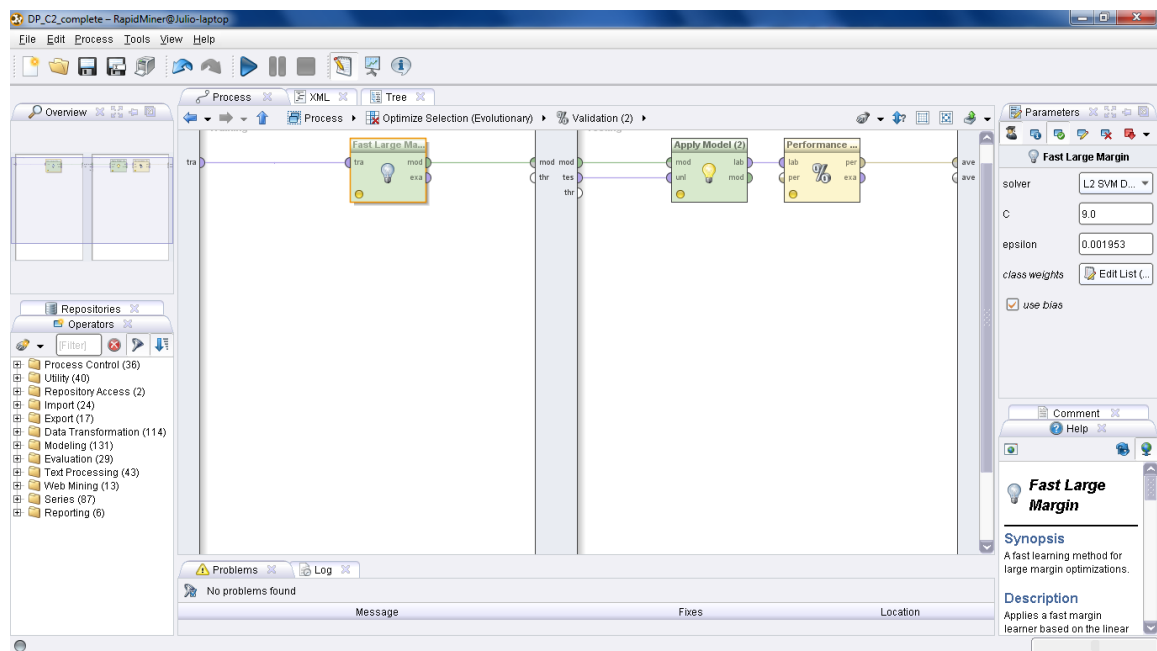 DP_C2_complete – RapidMiner@Julio-laptop
File Edit Process Tools View Help
Process XML Tree
Overview
Process Optimize Selection (Evolutionary) Validation (2)
Parameters
Fast Large Margin
solver L2 SVM D...
C 9.0
epsilon 0.001953
class weights Edit List (...
use bias
tra
Fast Large Ma...
tra mod
exa
mod mod
thr tes
thr
Apply Model (2)
mod lab
unl mod
Performance ...
lab per
per exa
%
ave
ave
Repositories
Operators
[Filter]
Process Control (36)
Utility (40)
Repository Access (2)
Import (24)
Export (17)
Data Transformation (114)
Modeling (131)
Evaluation (29)
Text Processing (43)
Web Mining (13)
Series (87)
Reporting (6)
Comment
Help
Fast Large
Margin
Synopsis
A fast learning method for
large margin optimizations.
Description
Applies a fast margin
learner based on the linear
Problems Log
No problems found
Message Fixes Location